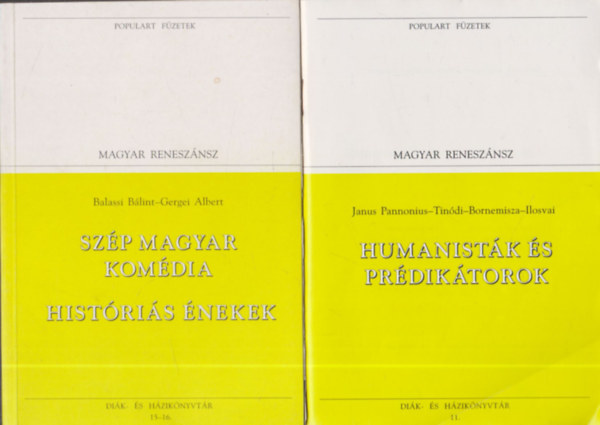 POPULART FÜZETEK
MAGYAR RENESZÁNSZ
Balassi Bálint–Gergei Albert
SZÉP MAGYAR
KOMÉDIA
HISTÓRIÁS ÉNEKEK
DIÁK- ÉS HÁZIKÖNYVTÁR
15–16.
POPULART FÜZETEK
MAGYAR RENESZÁNSZ
Janus Pannonius–Tinódi–Bornemisza–Ilosvai
HUMANISTÁK ÉS
PRÉDIKÁTOROK
DIÁK- ÉS HÁZIKÖNYVTÁR
11.